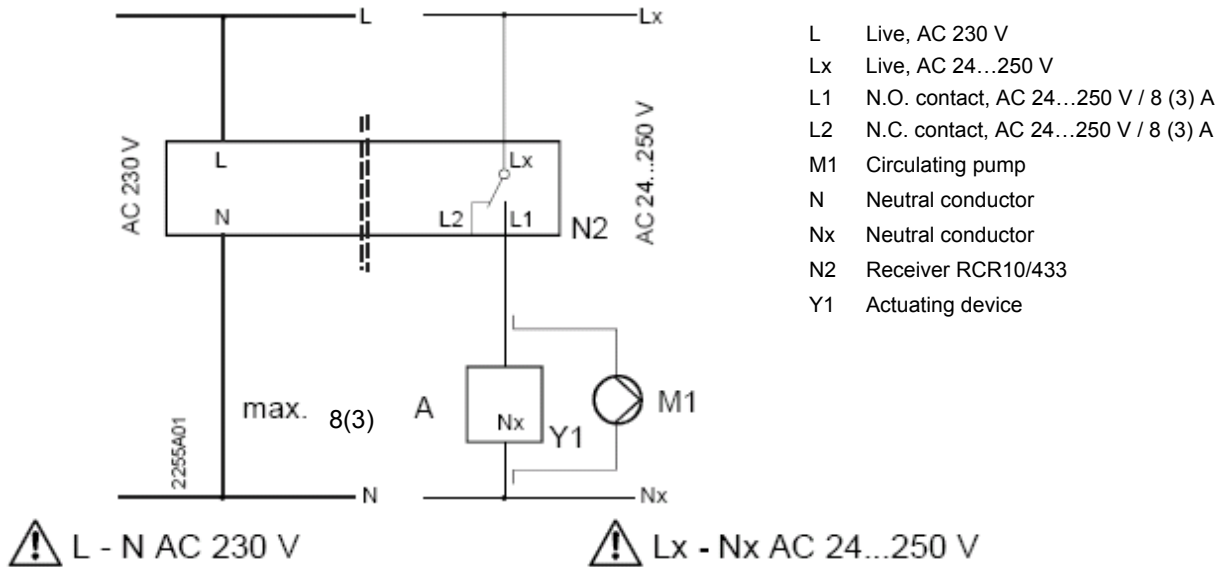 L
Lx
L Live, AC 230 V
Lx Live, AC 24...250 V
L1 N.O. contact, AC 24...250 V / 8 (3) A
L2 N.C. contact, AC 24...250 V / 8 (3) A
M1 Circulating pump
N Neutral conductor
Nx Neutral conductor
N2 Receiver RCR10/433
Y1 Actuating device
AC 230 V
L
Lx
AC 24...250 V
N
L2
L1
N2
max. 8(3) A
Nx
Y1
M1
2255A01
N
Nx
L - N AC 230 V
Lx - Nx AC 24...250 V